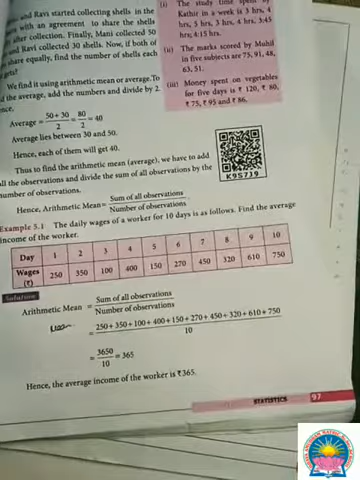 and Ravi started collecting shells in the
with an agreement to share the shells
after collection. Finally, Mani collected 50
and Ravi collected 30 shells. Now, if both of
share equally, find the number of shells each
gets?
We find it using arithmetic mean or average. To
the average, add the numbers and divide by 2.
Average = 50 + 30 / 2 = 80 / 2 = 40
Average lies between 30 and 50.
Hence, each of them will get 40.
Thus to find the arithmetic mean (average), we have to add
all the observations and divide the sum of all observations by the
number of observations.
Hence, Arithmetic Mean = Sum of all observations / Number of observations
(i) The study time spent by
Kathir in a week is 3 hrs, 4
hrs, 5 hrs, 3 hrs, 4 hrs, 3:45
hrs; 4:15 hrs.
(ii) The marks scored by Mohil
in five subjects are 75, 91, 48,
63, 51.
(iii) Money spent on vegetables
for five days is ₹ 120, ₹ 80,
₹ 75, ₹ 95 and ₹ 86.
K9S7J9
Example 5.1 The daily wages of a worker for 10 days is as follows. Find the average
income of the worker.
Day 1 2 3 4 5 6 7 8 9 10
Wages (₹) 250 350 100 400 150 270 450 320 610 750
Solution
Arithmetic Mean = Sum of all observations / Number of observations
= 250 + 350 + 100 + 400 + 150 + 270 + 450 + 320 + 610 + 750 / 10
= 3650 / 10 = 365
Hence, the average income of the worker is ₹365.
STATISTICS 97